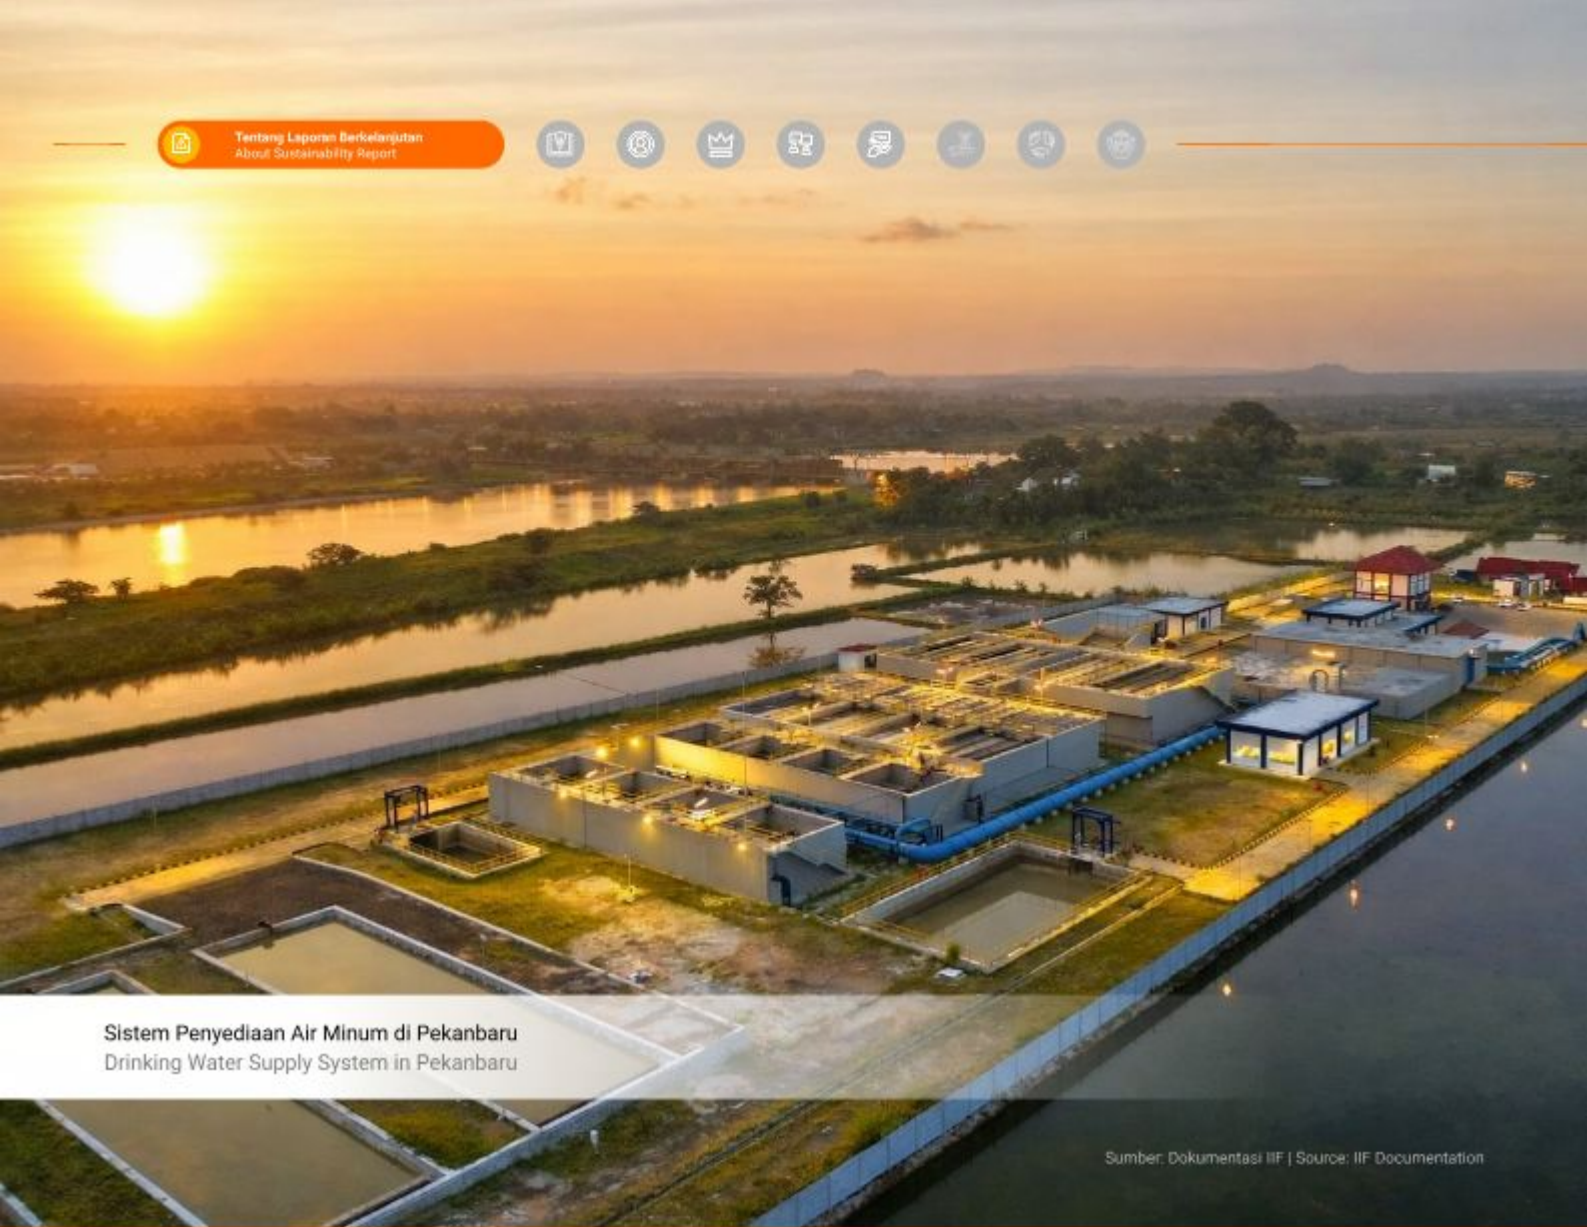 Tentang Laporan Berkelanjutan
About Sustainability Report
Sistem Penyediaan Air Minum di Pekanbaru
Drinking Water Supply System in Pekanbaru
Sumber: Dokumentasi IIF | Source: IIF Documentation